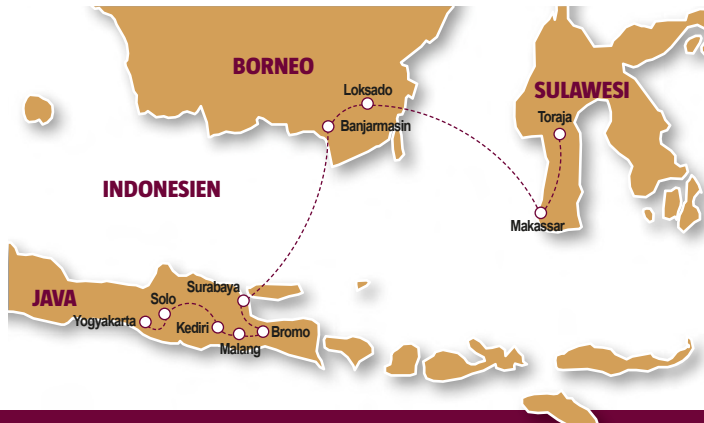 BORNEO
Loksado
SULAWESI
Toraja
Banjarmasin
INDONESIEN
Makassar
Surabaya
JAVA
Solo
Yogyakarta
Kediri
Bromo
Malang